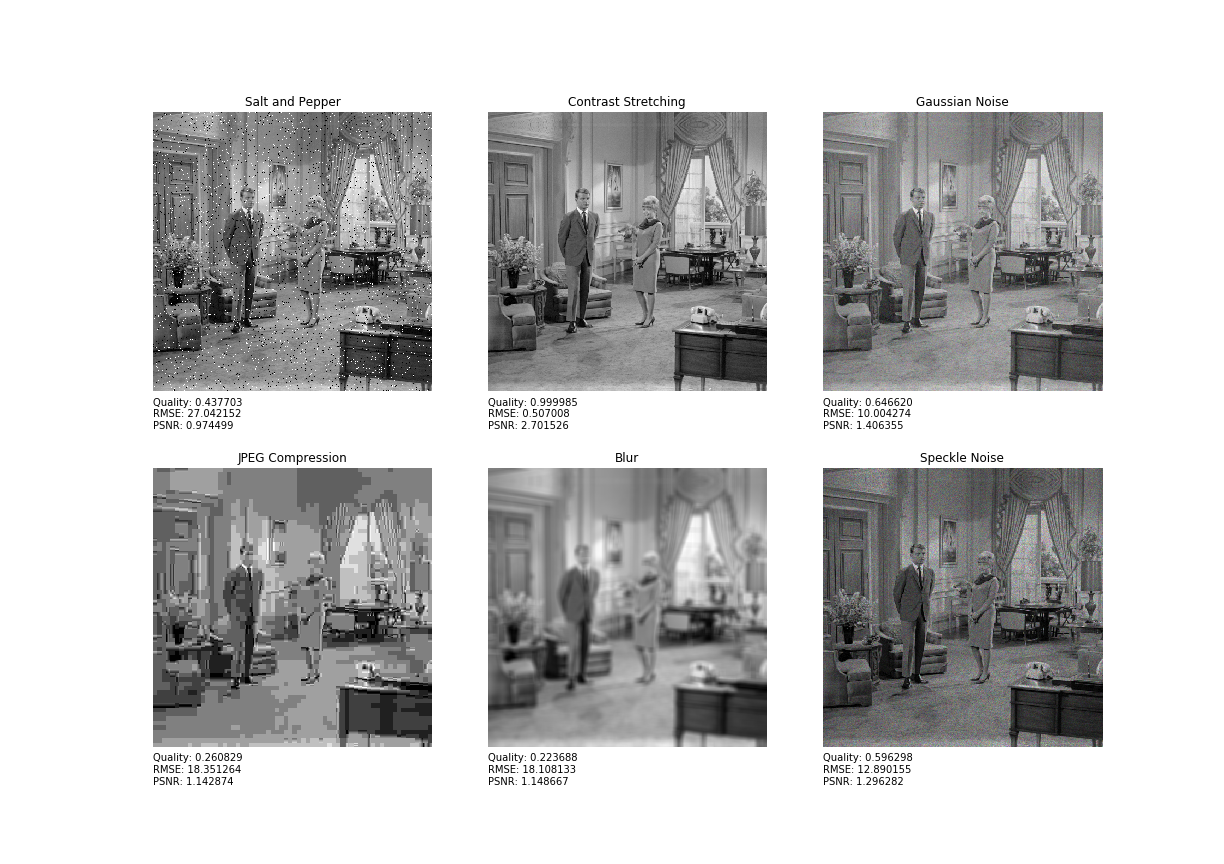 Salt and Pepper
Contrast Stretching
Gaussian Noise
Quality: 0.437703
RMSE: 27.042152
PSNR: 0.974499
Quality: 0.999985
RMSE: 0.507008
PSNR: 2.701526
Quality: 0.646620
RMSE: 10.004274
PSNR: 1.406355
JPEG Compression
Blur
Speckle Noise
Quality: 0.260829
RMSE: 18.351264
PSNR: 1.142874
Quality: 0.223688
RMSE: 18.108133
PSNR: 1.148667
Quality: 0.596298
RMSE: 12.890155
PSNR: 1.296282